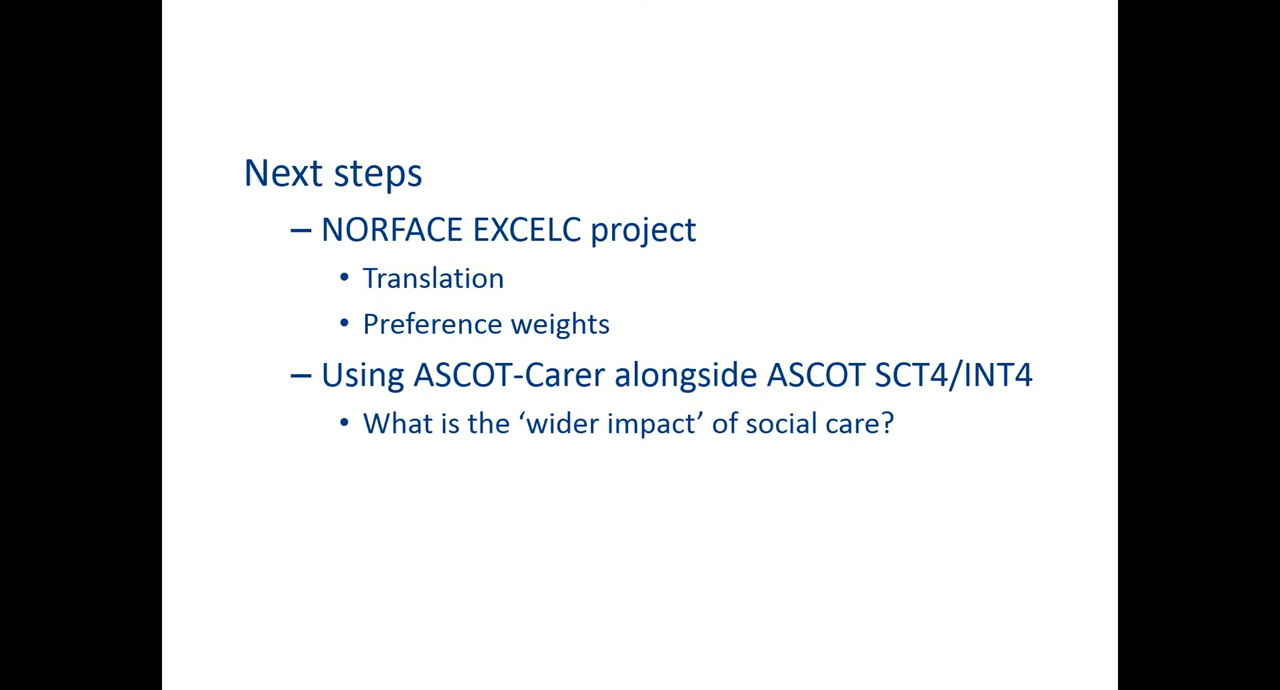 Next steps
– NORFACE EXCELC project
• Translation
• Preference weights
– Using ASCOT-Carer alongside ASCOT SCT4/INT4
• What is the ‘wider impact’ of social care?